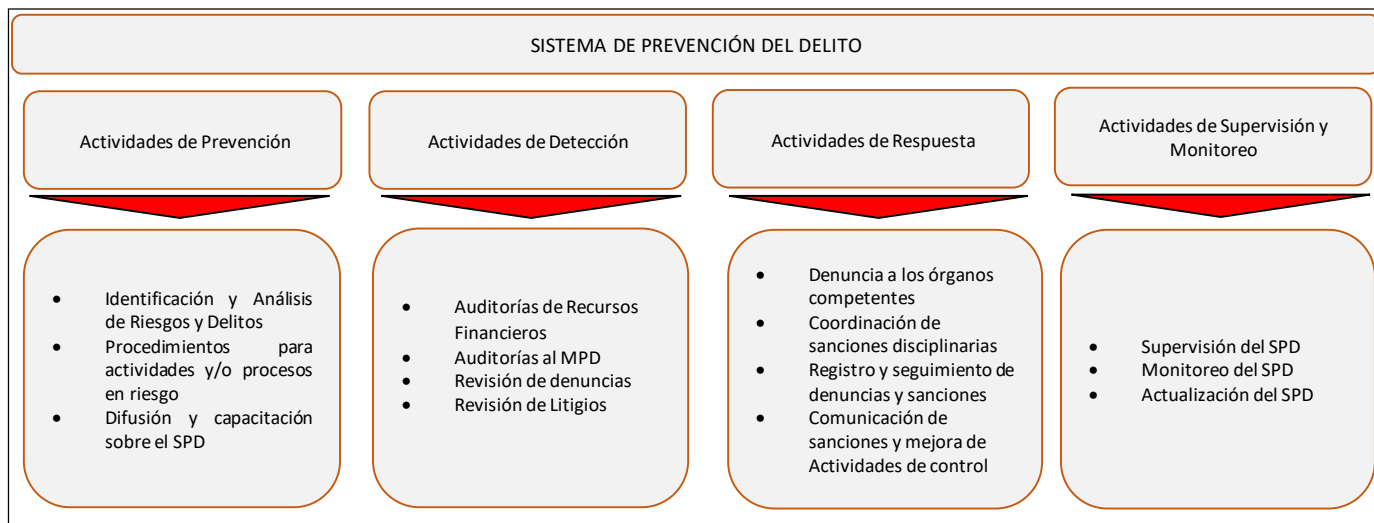 SISTEMA DE PREVENCIÓN DEL DELITO
Actividades de Prevención
Actividades de Detección
Actividades de Respuesta
Actividades de Supervisión y
Monitoreo
• Identificación y Análisis
de Riesgos y Delitos
• Procedimientos para
actividades y/o procesos
en riesgo
• Difusión y capacitación
sobre el SPD
• Auditorías de Recursos
Financieros
• Auditorías al MPD
• Revisión de denuncias
• Revisión de Litigios
• Denuncia a los órganos
competentes
• Coordinación de
sanciones disciplinarias
• Registro y seguimiento de
denuncias y sanciones
• Comunicación de
sanciones y mejora de
Actividades de control
• Supervisión del SPD
• Monitoreo del SPD
• Actualización del SPD